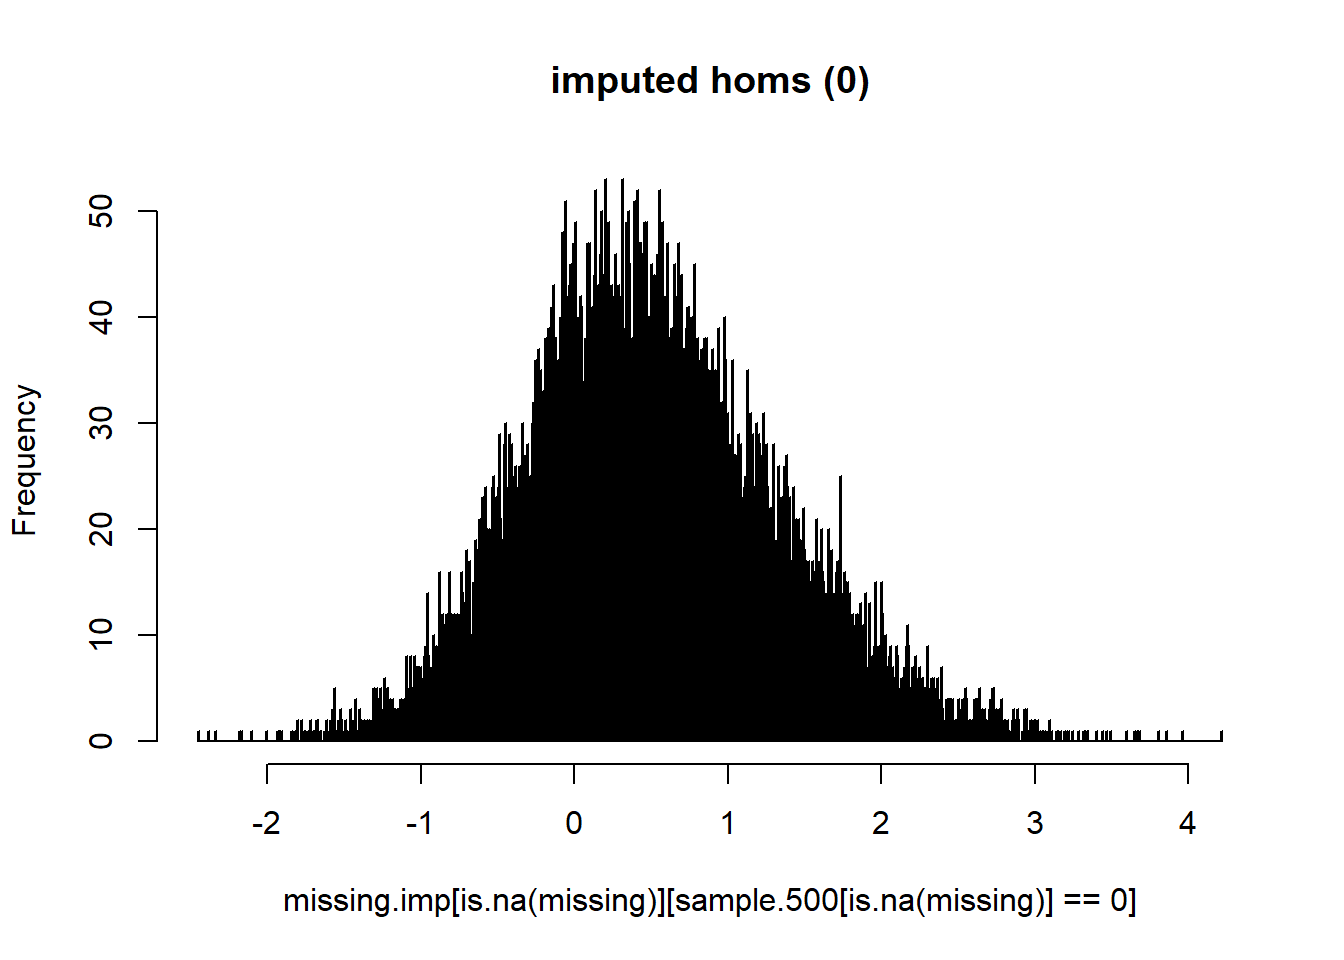 imputed homs (0)
Frequency
50
40
30
20
10
0
-2 -1 0 1 2 3 4
missing.imp[is.na(missing)][sample.500[is.na(missing)] == 0]